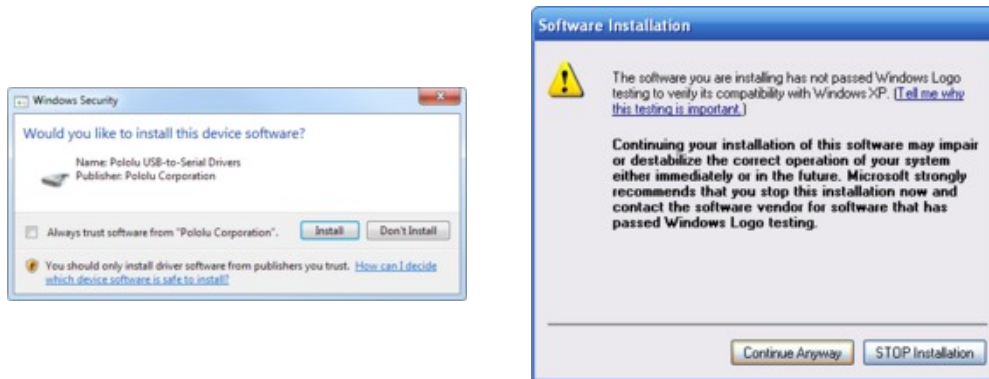 Windows Security
Would you like to install this device software?
Name: Pololu USB-to-Serial Drivers
Publisher: Pololu Corporation
Always trust software from "Pololu Corporation".
Install
Don't Install
You should only install driver software from publishers you trust. How can I decide
which device software is safe to install?
Software Installation
The software you are installing has not passed Windows Logo
testing to verify its compatibility with Windows XP. (Tell me why
this testing is important.)
Continuing your installation of this software may impair
or destabilize the correct operation of your system
either immediately or in the future. Microsoft strongly
recommends that you stop this installation now and
contact the software vendor for software that has
passed Windows Logo testing.
Continue Anyway
STOP Installation